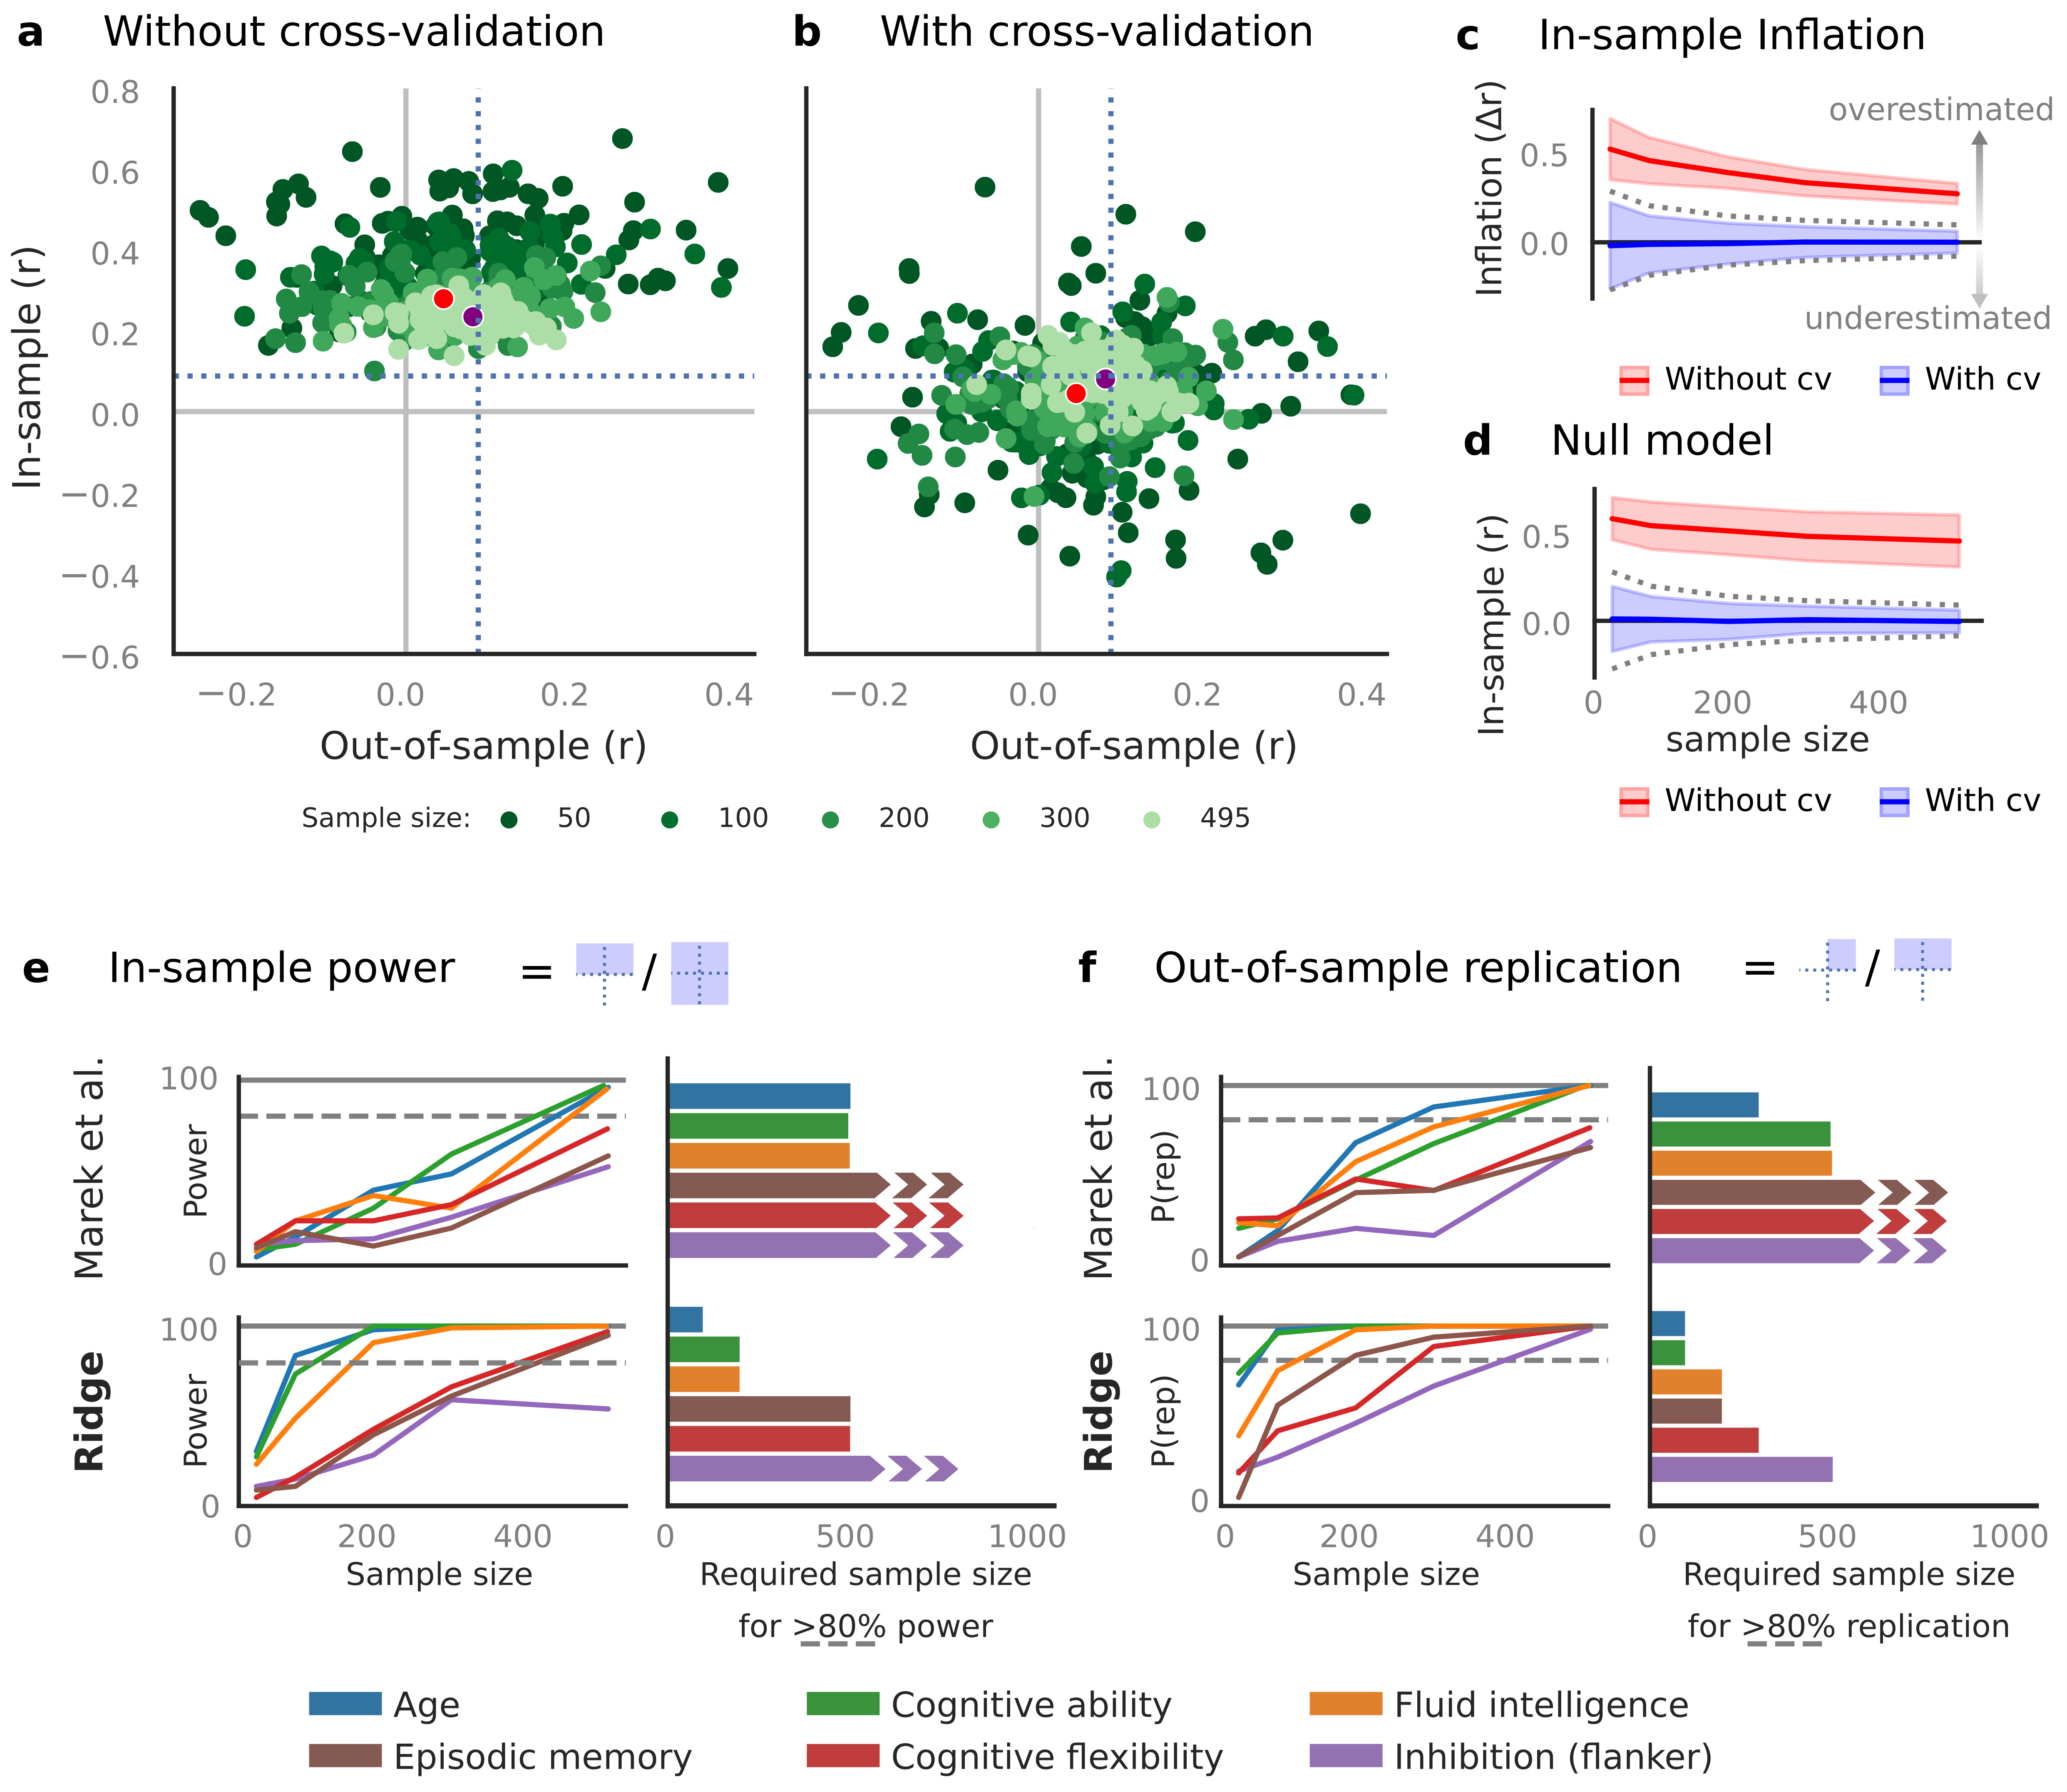 a Without cross-validation
b With cross-validation
c In-sample Inflation
In-sample (r)
0.8
0.6
0.4
0.2
0.0
−0.2
−0.4
−0.6
−0.2 0.0 0.2 0.4
Out-of-sample (r)
−0.2 0.0 0.2 0.4
Out-of-sample (r)
Sample size: 50 100 200 300 495
Inflation (Δr)
0.5
0.0
overestimated
underestimated
Without cv With cv
d Null model
In-sample (r)
0.5
0.0
0 200 400
sample size
Without cv With cv
e In-sample power = /
Marek et al.
Power
100
0
Ridge
Power
100
0
0 200 400
Sample size
0 500 1000
Required sample size
for >80% power
f Out-of-sample replication = /
Marek et al.
P(rep)
100
0
Ridge
P(rep)
100
0
0 200 400
Sample size
0 500 1000
Required sample size
for >80% replication
Age Cognitive ability Fluid intelligence
Episodic memory Cognitive flexibility Inhibition (flanker)